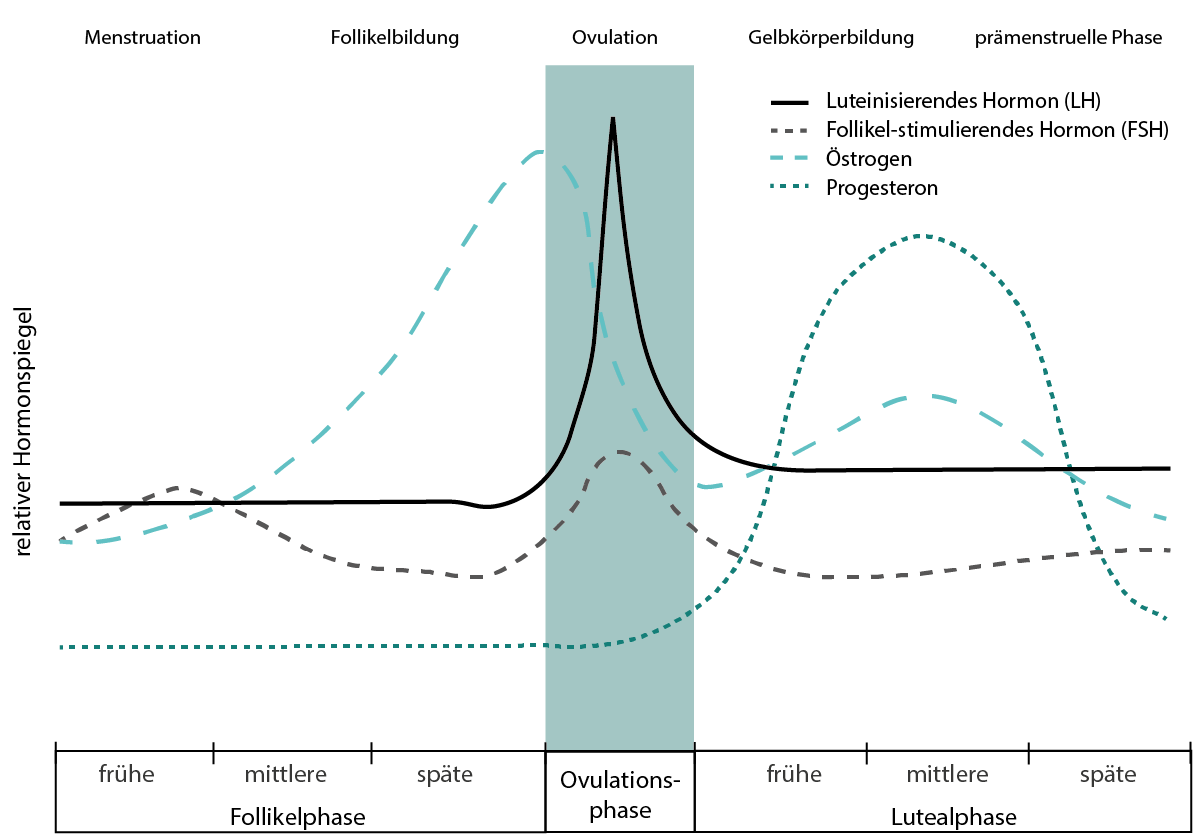 Menstruation
Follikelbildung
Ovulation
Gelbkörperbildung
prämenstruelle Phase
Luteinisierendes Hormon (LH)
Follikel-stimulierendes Hormon (FSH)
Östrogen
Progesteron
relativer Hormonspiegel
frühe
mittlere
späte
Follikelphase
Ovulations-
phase
frühe
mittlere
späte
Lutealphase